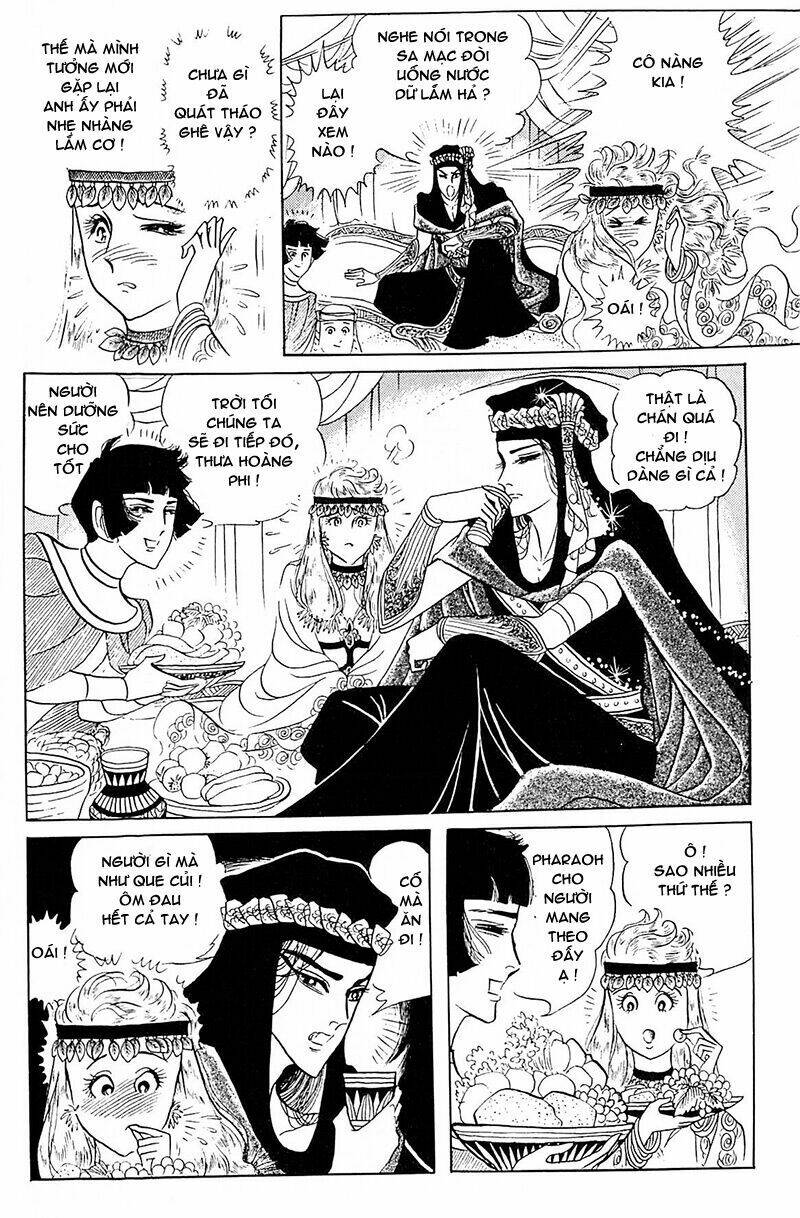 CÔ NÀNG
KIA !
NGHE NÓI TRONG
SA MẠC ĐÒI
UỐNG NƯỚC
DỮ LẮM HẢ ?
LẠI
ĐÂY
XEM
NÀO !
OÁI !
CHƯA GÌ
ĐÃ
QUÁT THÁO
GHÊ VẬY ?
THẾ MÀ MÌNH
TƯỞNG MỚI
GẶP LẠI
ANH ẤY PHẢI
NHẸ NHÀNG
LẮM CƠ !
THẬT LÀ
CHÁN QUÁ
ĐI !
CHẲNG DỊU
DÀNG GÌ CẢ !
TRỜI TỐI
CHÚNG TA
SẼ ĐI TIẾP ĐÓ,
THƯA HOÀNG
PHI !
NGƯỜI
NÊN DƯỠNG
SỨC
CHO
TỐT
Ô !
SAO NHIỀU
THỨ THẾ ?
PHARAOH
CHO
NGƯỜI
MANG
THEO
ĐẤY
Ạ !
CỐ
MÀ
ĂN
ĐI !
NGƯỜI GÌ MÀ
NHƯ QUE CỦI !
ÔM ĐAU
HẾT CẢ TAY !
OÁI !